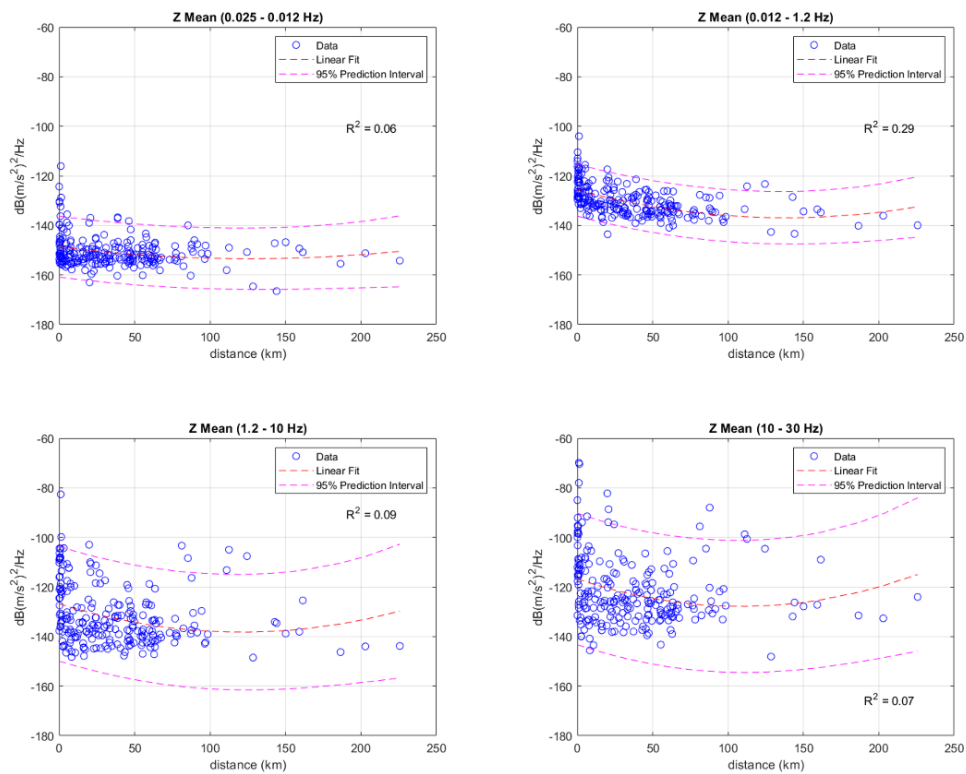 Z Mean (0.025 - 0.012 Hz)
-60
-80
-100
-120
-140
-160
-180
dB(m/s²)²/Hz
Data
Linear Fit
95% Prediction Interval
R² = 0.06
0 50 100 150 200 250
distance (km)
Z Mean (0.012 - 1.2 Hz)
-60
-80
-100
-120
-140
-160
-180
dB(m/s²)²/Hz
Data
Linear Fit
95% Prediction Interval
R² = 0.29
0 50 100 150 200 250
distance (km)
Z Mean (1.2 - 10 Hz)
-60
-80
-100
-120
-140
-160
-180
dB(m/s²)²/Hz
Data
Linear Fit
95% Prediction Interval
R² = 0.09
0 50 100 150 200 250
distance (km)
Z Mean (10 - 30 Hz)
-60
-80
-100
-120
-140
-160
-180
dB(m/s²)²/Hz
Data
Linear Fit
95% Prediction Interval
R² = 0.07
0 50 100 150 200 250
distance (km)